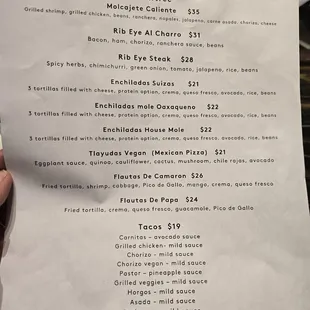 Molcajete Caliente $35
Grilled shrimp, grilled chicken, beans, ranchera, nopales, jalapeno, carne asada, chorizo, cheese
Rib Eye Al Charro $31
Bacon, ham, chorizo, ranchera sauce, beans
Rib Eye Steak $28
Spicy herbs, chimichurri, green onion, tomato, jalapeno, rice, beans
Enchiladas Suizas $21
3 tortillas filled with cheese, protein option, crema, queso fresco, avocado, rice, beans
Enchiladas mole Oaxaqueno $22
3 tortillas filled with cheese, protein option, crema, queso fresco, avocado, rice, beans
Enchiladas House Mole $22
3 tortillas filled with cheese, protein option, crema, queso fresco, avocado, rice, beans
Tlayudas Vegan (Mexican Pizza) $21
Eggplant sauce, quinoa, cauliflower, cactus, mushroom, chile rojas, avocado
Flautas De Camaron $26
Fried tortilla, shrimp, cabbage, Pico de Gallo, mango, crema, queso fresco
Flautas De Papa $24
Fried tortilla, crema, queso fresco, guacamole, Pico de Gallo
Tacos $19
Carnitas - avocado sauce
Grilled chicken- mild sauce
Chorizo - mild sauce
Chorizo vegan - mild sauce
Pastor - pineapple sauce
Grilled veggies - mild sauce
Hongos - mild sauce
Asada - mild sauce